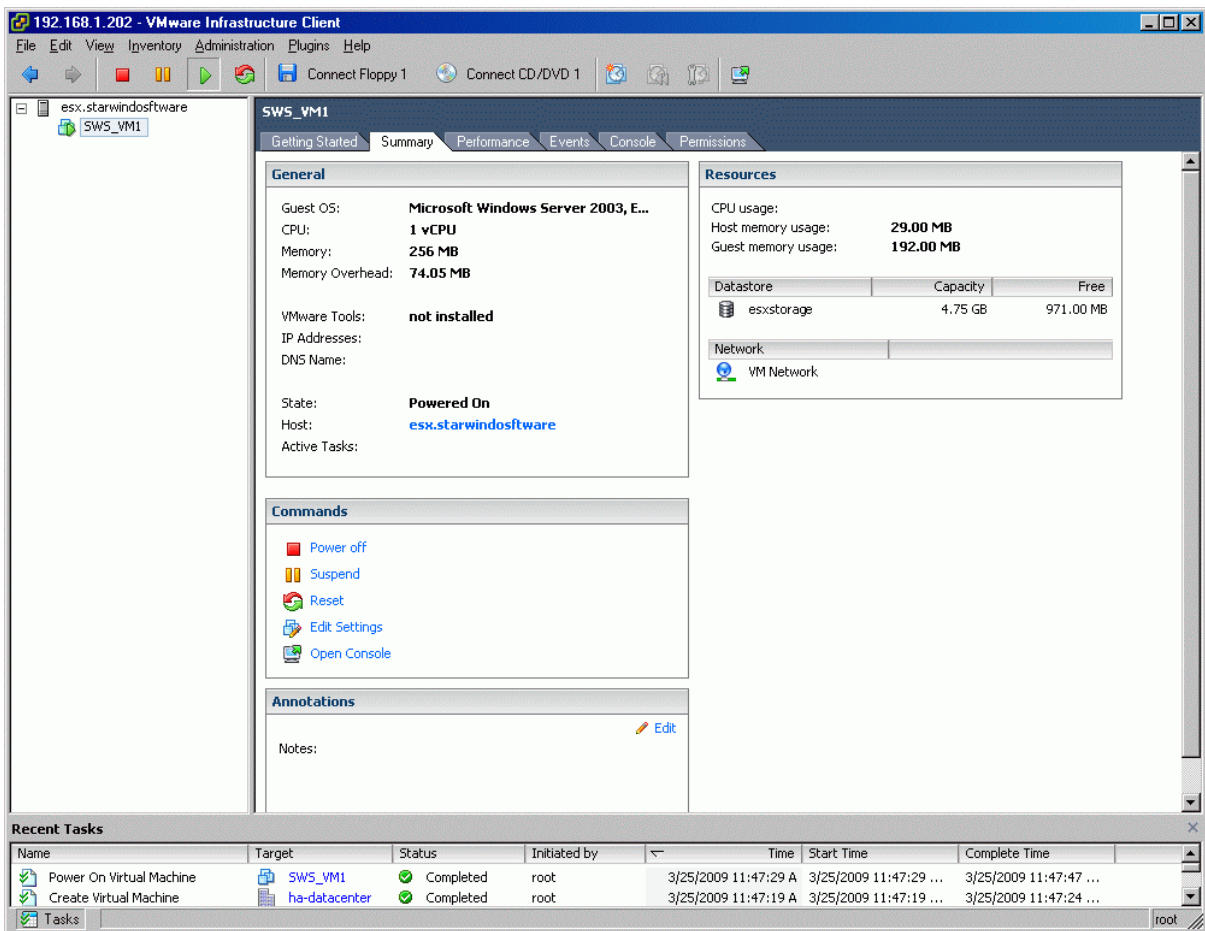 192.168.1.202 - VMware Infrastructure Client
File Edit View Inventory Administration Plugins Help
Connect Floppy 1 Connect CD/DVD 1
esx.starwindosftware
SWS_VM1
SWS_VM1
Getting Started Summary Performance Events Console Permissions
General
Guest OS: Microsoft Windows Server 2003, E...
CPU: 1 vCPU
Memory: 256 MB
Memory Overhead: 74.05 MB
VMware Tools: not installed
IP Addresses:
DNS Name:
State: Powered On
Host: esx.starwindosftware
Active Tasks:
Commands
Power off
Suspend
Reset
Edit Settings
Open Console
Annotations
Edit
Notes:
Resources
CPU usage:
Host memory usage: 29.00 MB
Guest memory usage: 192.00 MB
Datastore Capacity Free
esxstorage 4.75 GB 971.00 MB
Network
VM Network
Recent Tasks
Name Target Status Initiated by Time Start Time Complete Time
Power On Virtual Machine SWS_VM1 Completed root 3/25/2009 11:47:29 A 3/25/2009 11:47:29 ... 3/25/2009 11:47:47 ...
Create Virtual Machine ha-datacenter Completed root 3/25/2009 11:47:19 A 3/25/2009 11:47:19 ... 3/25/2009 11:47:24 ...
Tasks root